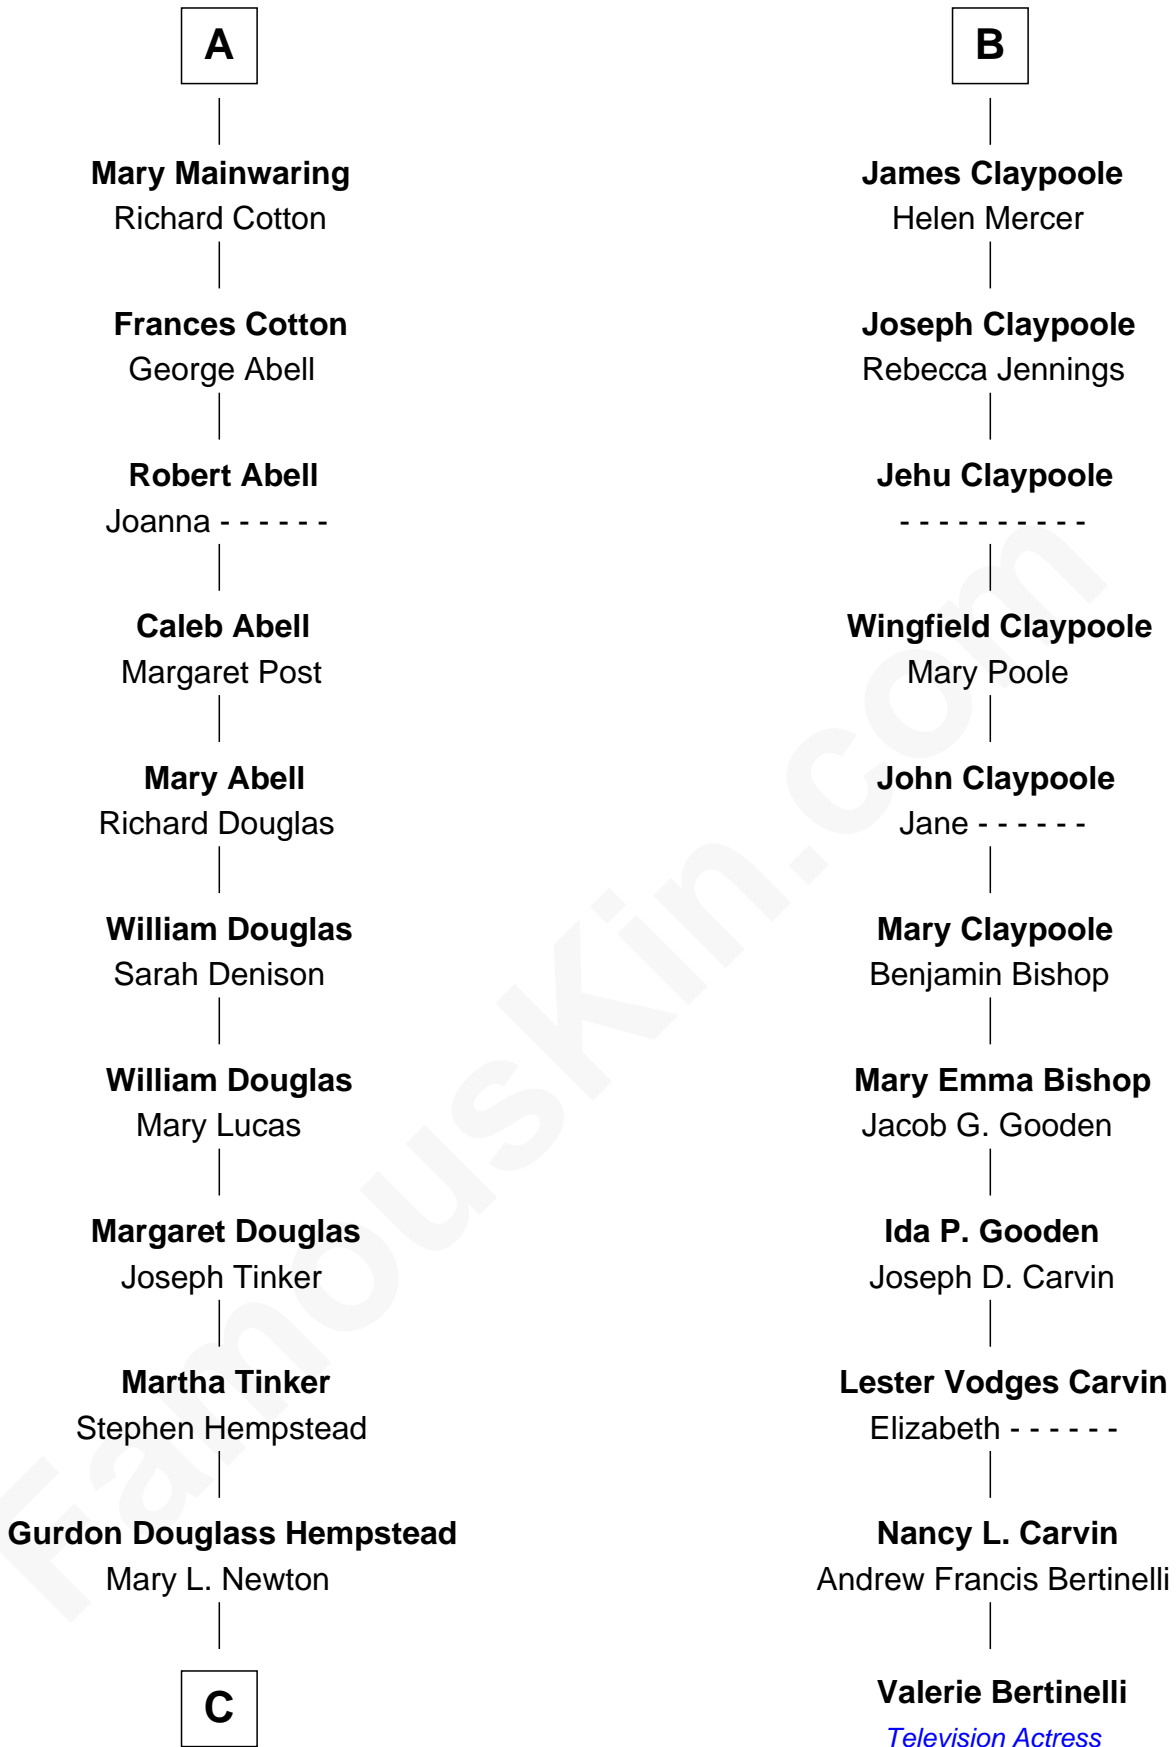 A
Mary Mainwaring
Richard Cotton
Frances Cotton
George Abell
Robert Abell
Joanna - - - - - -
Caleb Abell
Margaret Post
Mary Abell
Richard Douglas
William Douglas
Sarah Denison
William Douglas
Mary Lucas
Margaret Douglas
Joseph Tinker
Martha Tinker
Stephen Hempstead
Gurdon Douglass Hempstead
Mary L. Newton
C
B
James Claypoole
Helen Mercer
Joseph Claypoole
Rebecca Jennings
Jehu Claypoole
- - - - - - - - - -
Wingfield Claypoole
Mary Poole
John Claypoole
Jane - - - - - -
Mary Claypoole
Benjamin Bishop
Mary Emma Bishop
Jacob G. Gooden
Ida P. Gooden
Joseph D. Carvin
Lester Vodges Carvin
Elizabeth - - - - - -
Nancy L. Carvin
Andrew Francis Bertinelli
Valerie Bertinelli
Television Actress
FamousKin.com